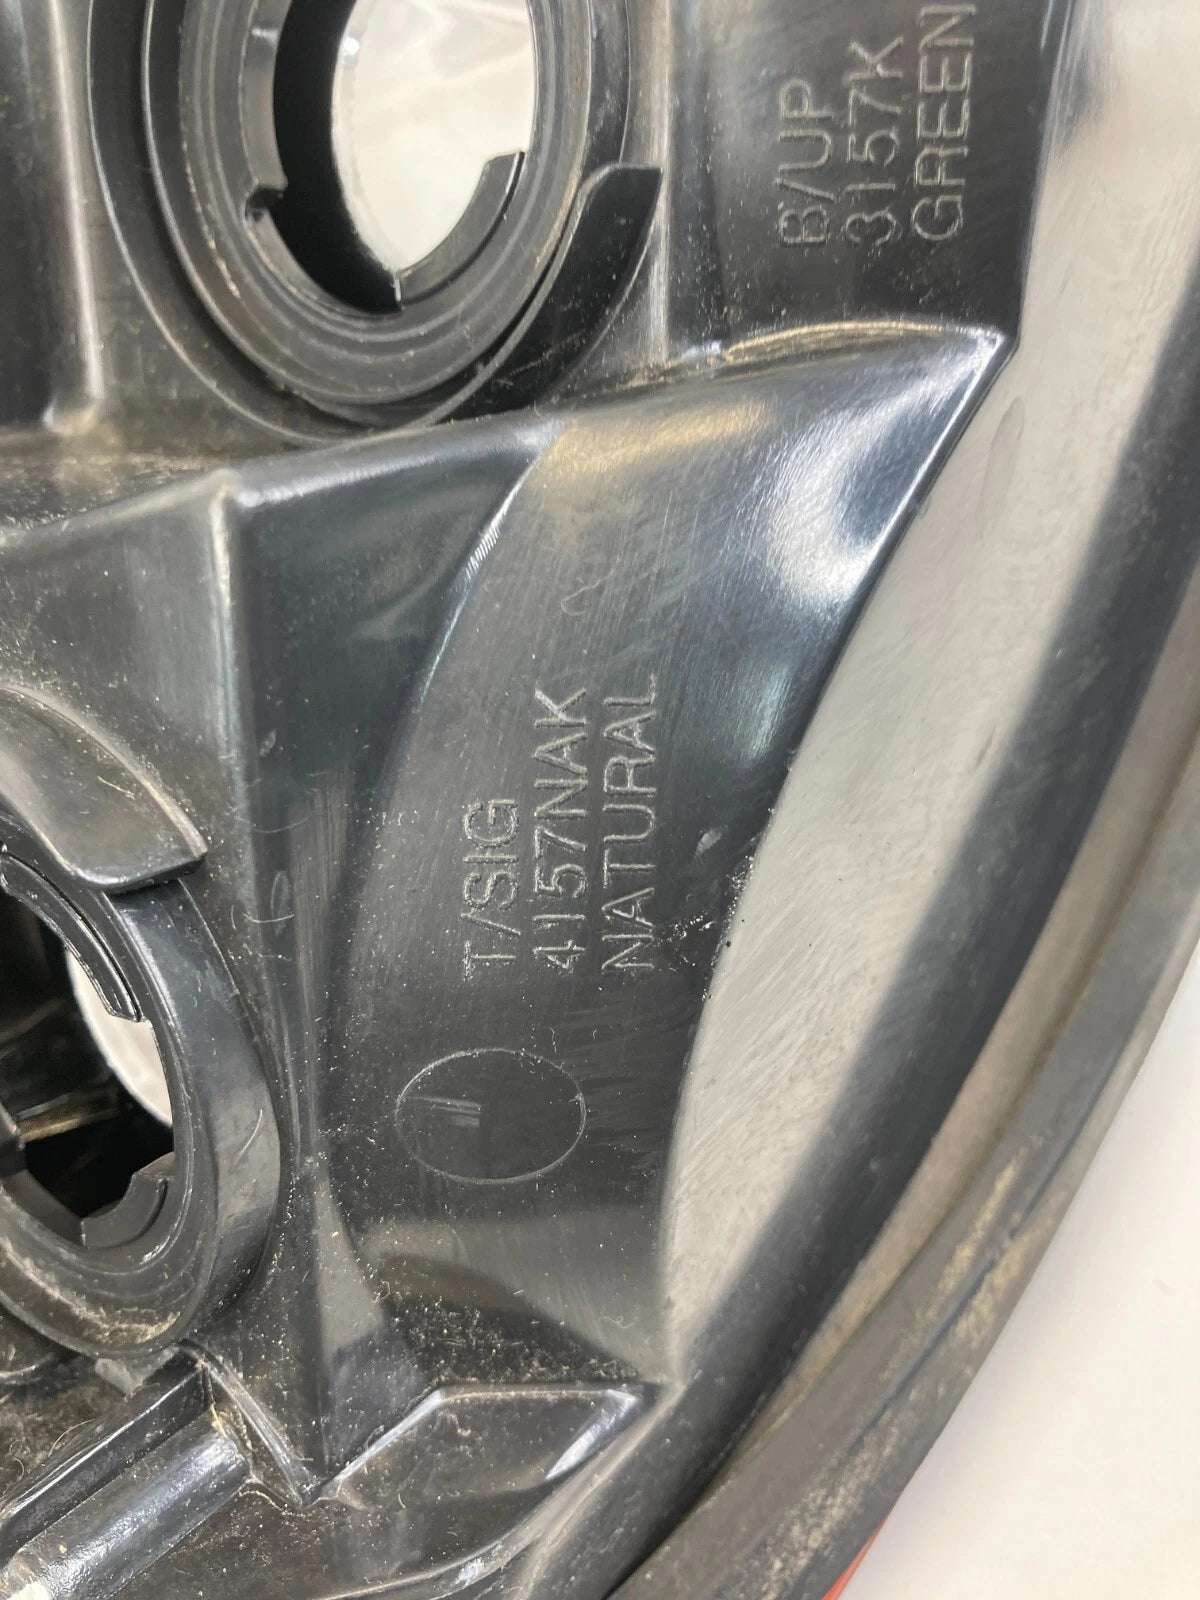 B/UP
3157K
GREEN
T/SIG
4157NAK
NATURAL